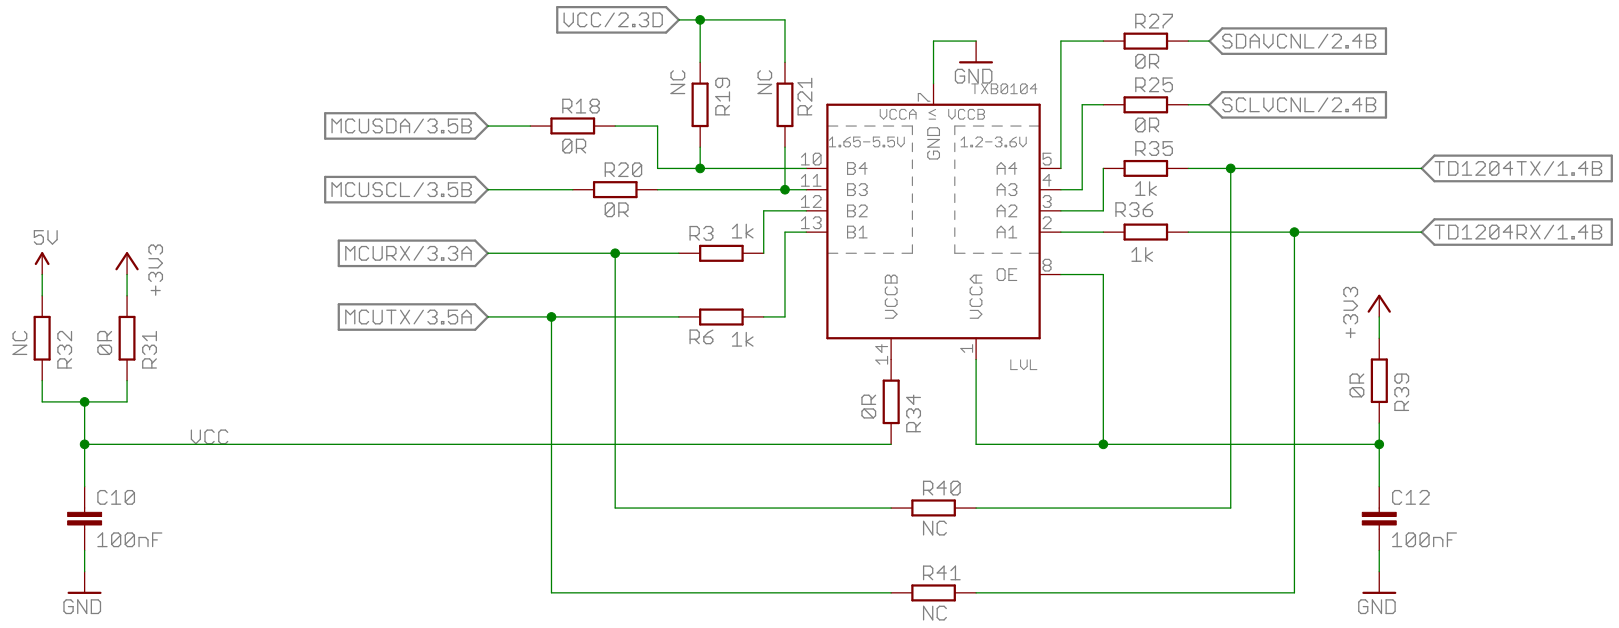 VCC/2.3D
R27
SDAVCNL/2.4B
0R
GND
TXB0104
NC
R19
NC
R21
R25
SCLVCNL/2.4B
0R
7
R18
MCUSDA/3.5B
0R
VCCA ≤ VCCB
GND
1.65-5.5V
1.2-3.6V
R35
10
B4
A4
5
TD1204TX/1.4B
1k
R20
MCUSCL/3.5B
0R
11
B3
A3
4
12
B2
A2
3
R36
13
B1
A1
2
TD1204RX/1.4B
1k
5V
+3V3
R3
1k
MCURX/3.3A
OE
8
VCCB
VCCA
MCUTX/3.5A
R6
1k
NC
R32
0R
R31
14
1
LVL
+3V3
0R
R34
0R
R39
VCC
R40
NC
C10
100nF
C12
100nF
R41
NC
GND
GND